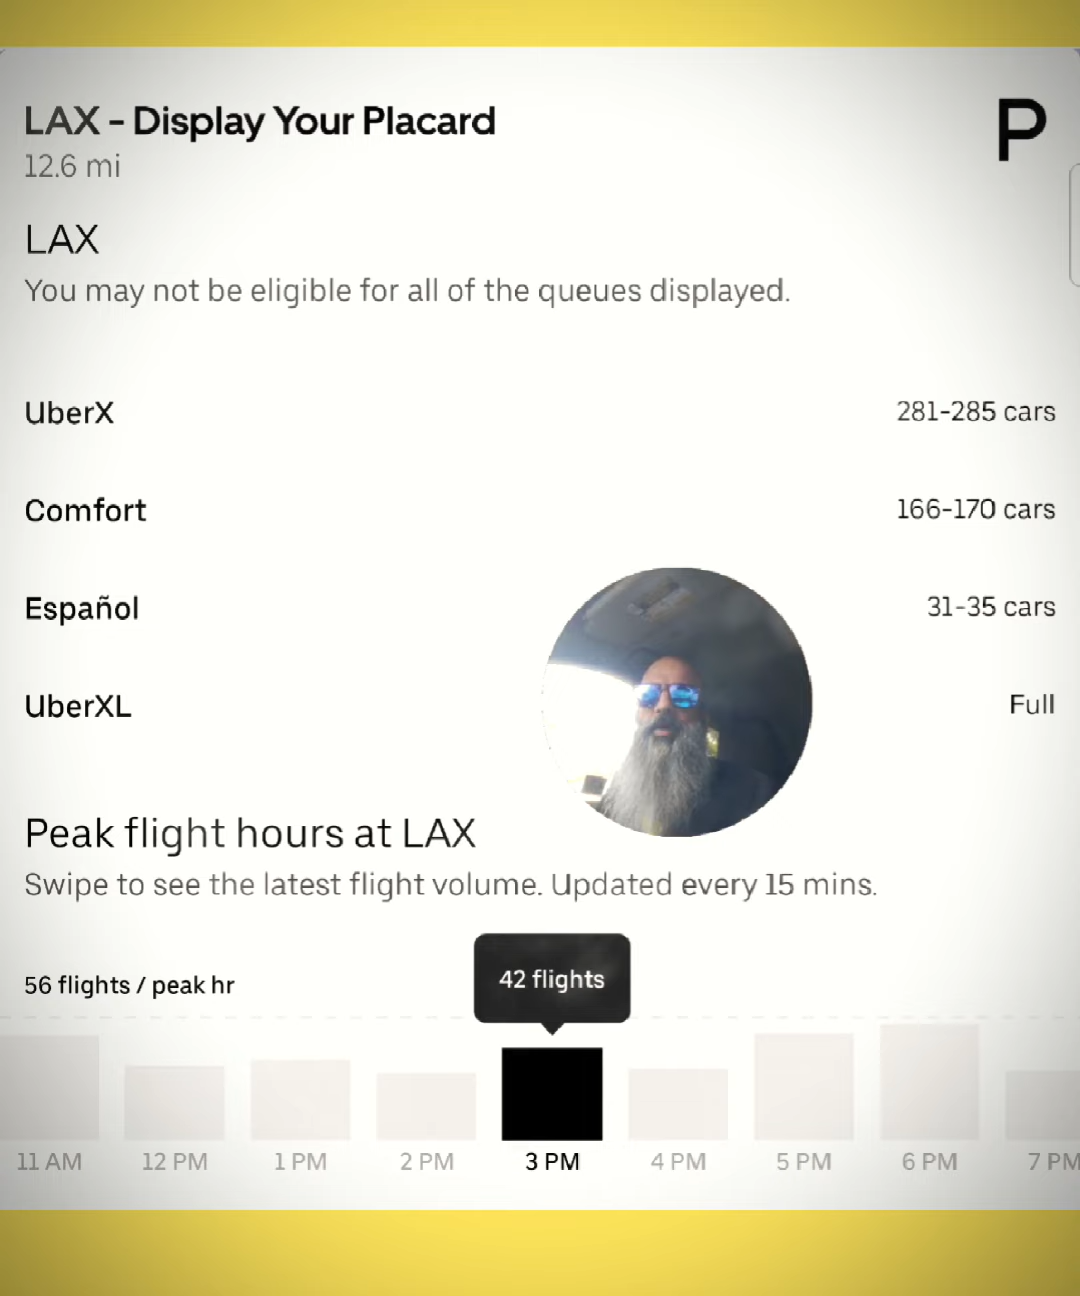 LAX - Display Your Placard
P
12.6 mi
LAX
You may not be eligible for all of the queues displayed.
UberX 281-285 cars
Comfort 166-170 cars
Español 31-35 cars
UberXL Full
Peak flight hours at LAX
Swipe to see the latest flight volume. Updated every 15 mins.
42 flights
56 flights / peak hr
11 AM 12 PM 1 PM 2 PM 3 PM 4 PM 5 PM 6 PM 7 PM